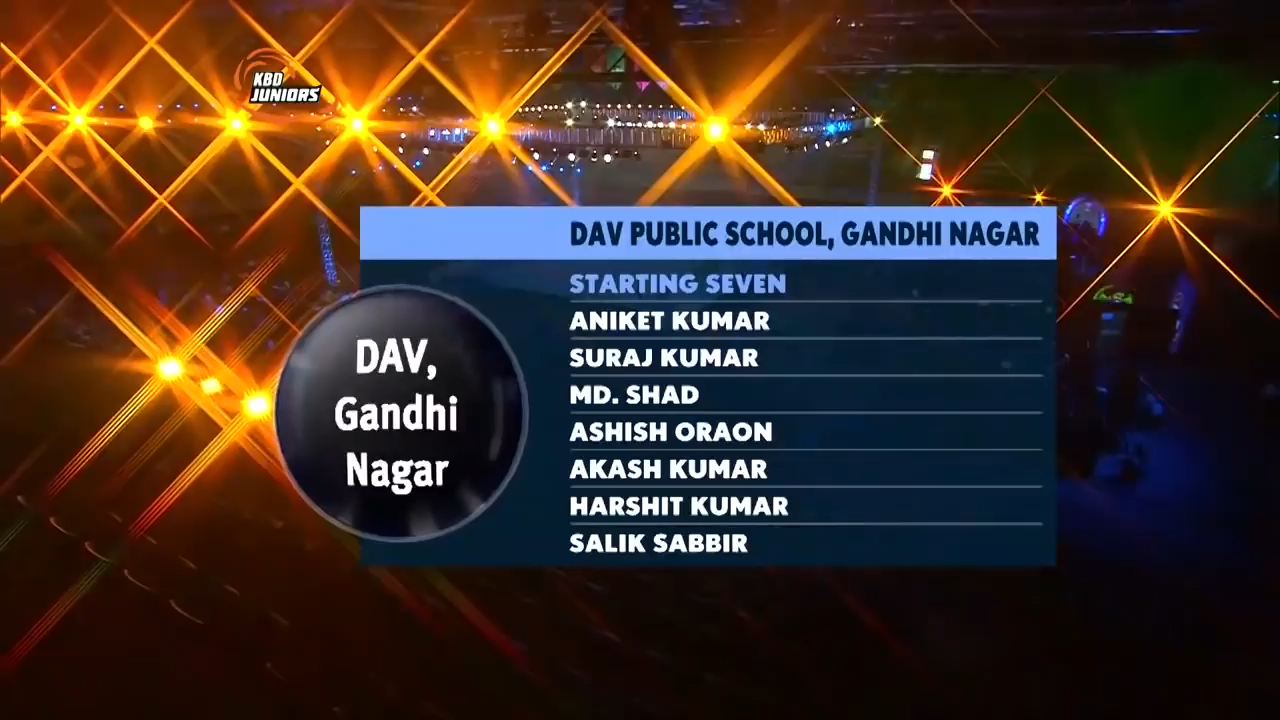 KBD
JUNIORS
DAV PUBLIC SCHOOL, GANDHI NAGAR
STARTING SEVEN
ANIKET KUMAR
SURAJ KUMAR
MD. SHAD
ASHISH ORAON
AKASH KUMAR
HARSHIT KUMAR
SALIK SABBIR
DAV,
Gandhi
Nagar